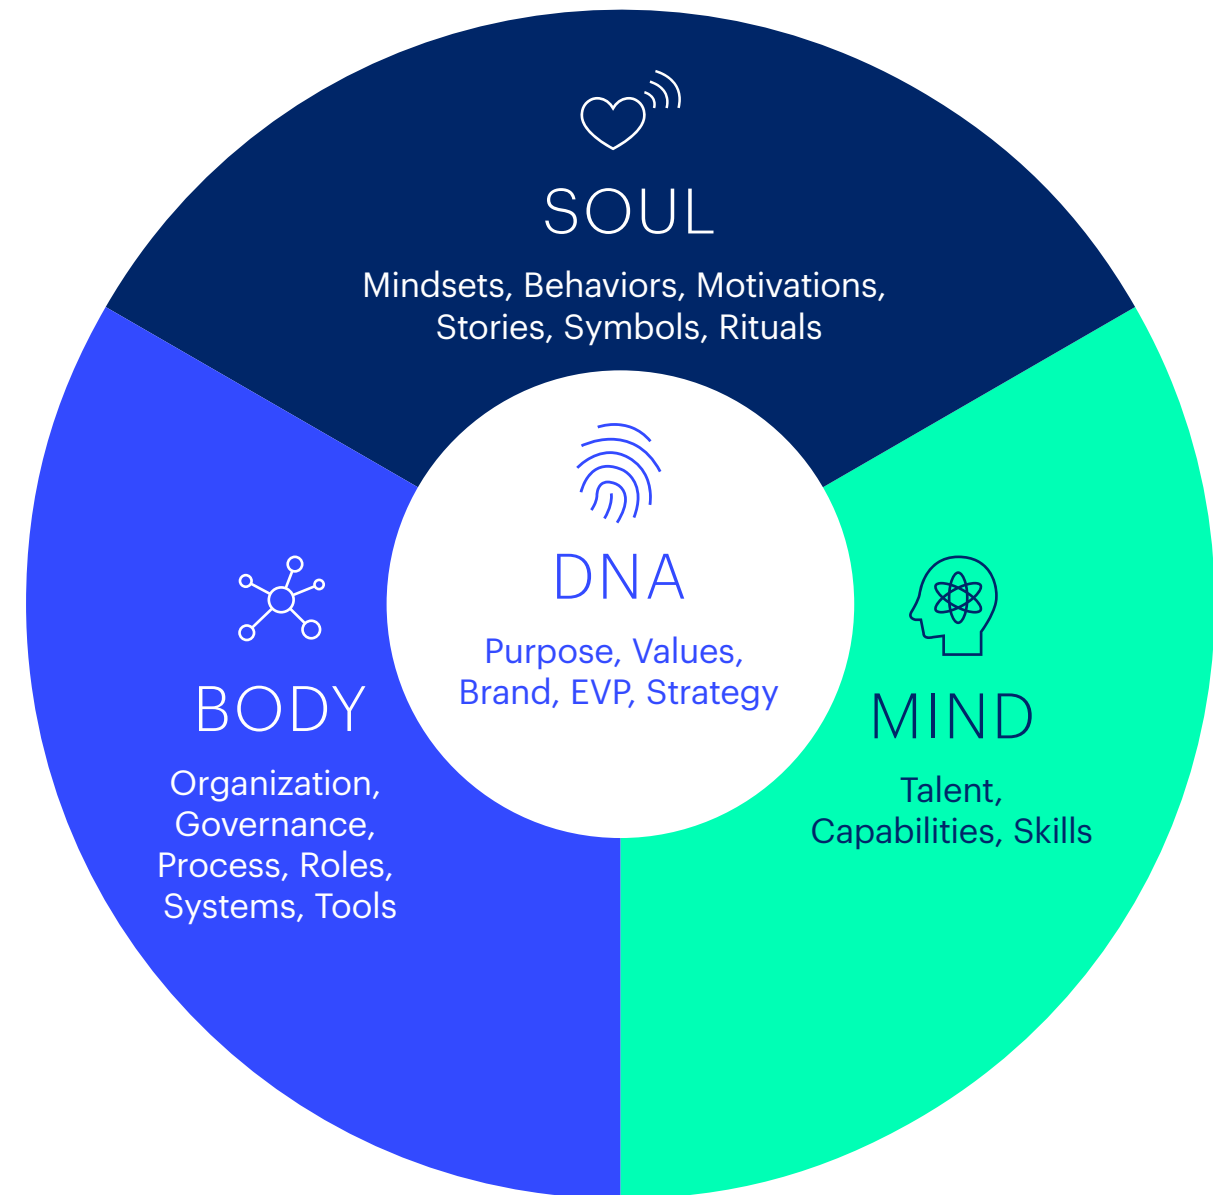 SOUL
Mindsets, Behaviors, Motivations,
Stories, Symbols, Rituals
DNA
Purpose, Values,
Brand, EVP, Strategy
BODY
Organization,
Governance,
Process, Roles,
Systems, Tools
MIND
Talent,
Capabilities, Skills